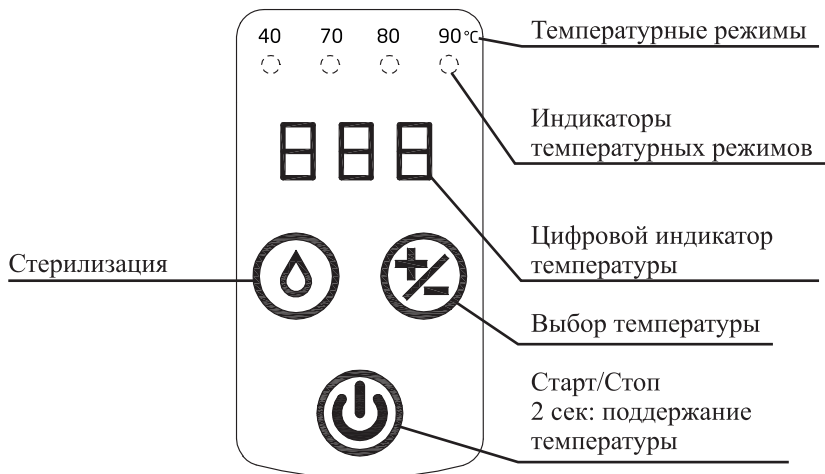 40 70 80 90 °C
Температурные режимы
Индикаторы
температурных режимов
888
Цифровой индикатор
температуры
Стерилизация
Выбор температуры
Старт/Стоп
2 сек: поддержание
температуры